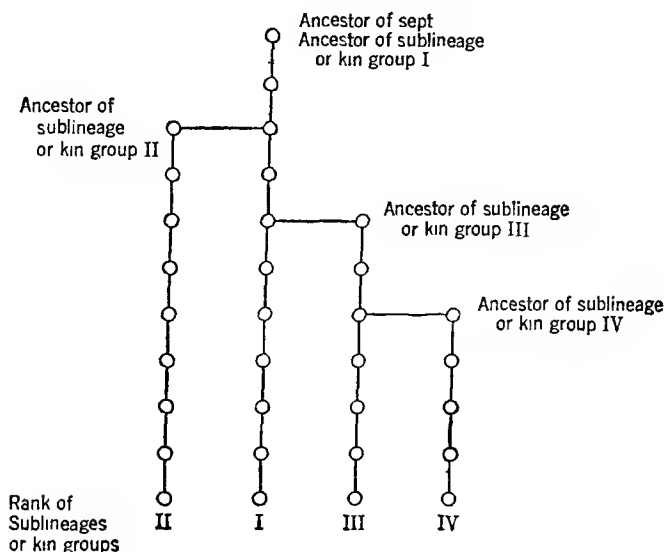 Ancestor of sept
Ancestor of sublineage
or kin group I
Ancestor of
sublineage
or kin group II
Ancestor of sublineage
or kin group III
Ancestor of sublineage
or kin group IV
Rank of
Sublineages
or kin groups
II
I
III
IV